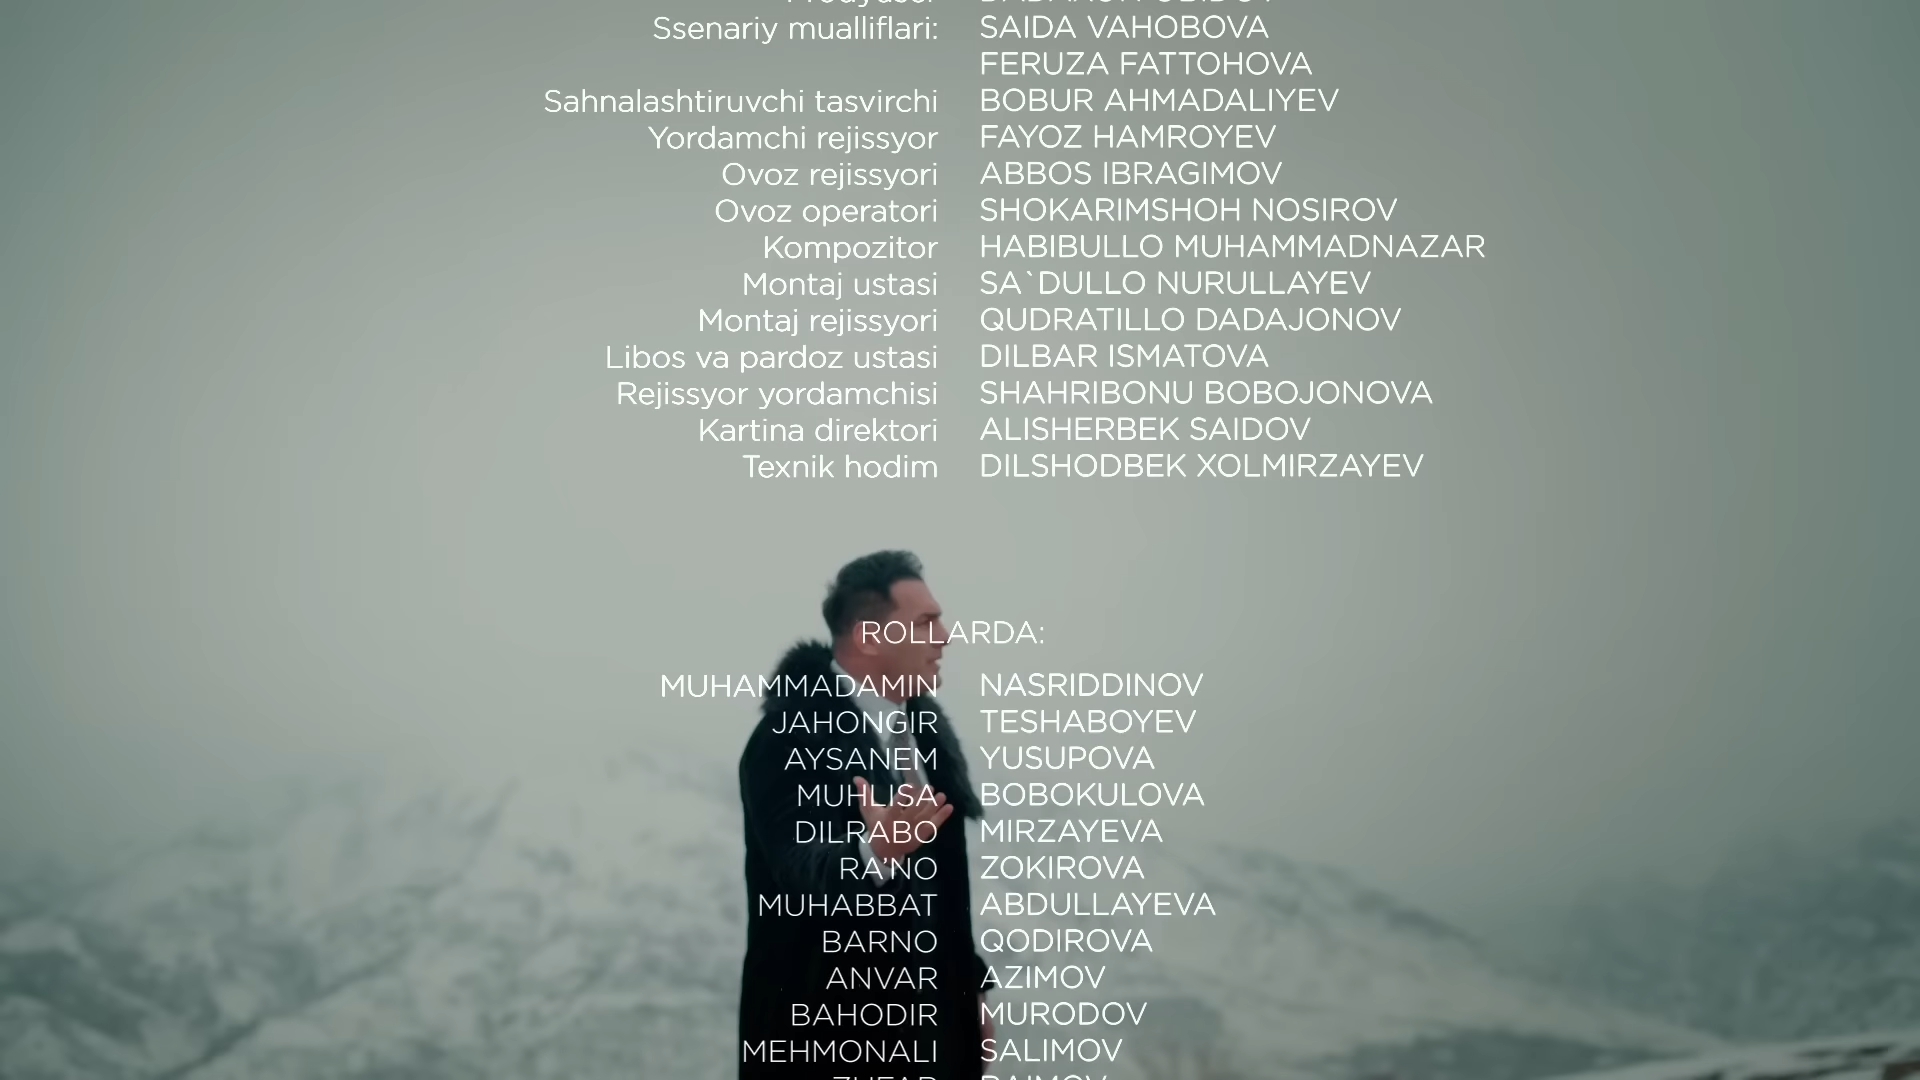 Ssenariy mualliflari: SAIDA VAHOBOVA
FERUZA FATTOHOVA
Sahnalashtiruvchi tasvirchi BOBUR AHMADALIYEV
Yordamchi rejissyor FAYOZ HAMROYEV
Ovoz rejissyori ABBOS IBRAGIMOV
Ovoz operatori SHOKARIMSHOH NOSIROV
Kompozitor HABIBULLO MUHAMMADNAZAR
Montaj ustasi SA`DULLO NURULLAYEV
Montaj rejissyori QUDRATILLO DADAJONOV
Libos va pardoz ustasi DILBAR ISMATOVA
Rejissyor yordamchisi SHAHRIBONU BOBOJONOVA
Kartina direktori ALISHERBEK SAIDOV
Texnik hodim DILSHODBEK XOLMIRZAYEV
ROLLARDA:
MUHAMMADAMIN NASRIDDINOV
JAHONGIR TESHABOYEV
AYSANEM YUSUPOVA
MUHLISA BOBOKULOVA
DILRABO MIRZAYEVA
RA’NO ZOKIROVA
MUHABBAT ABDULLAYEVA
BARNO QODIROVA
ANVAR AZIMOV
BAHODIR MURODOV
MEHMONALI SALIMOV